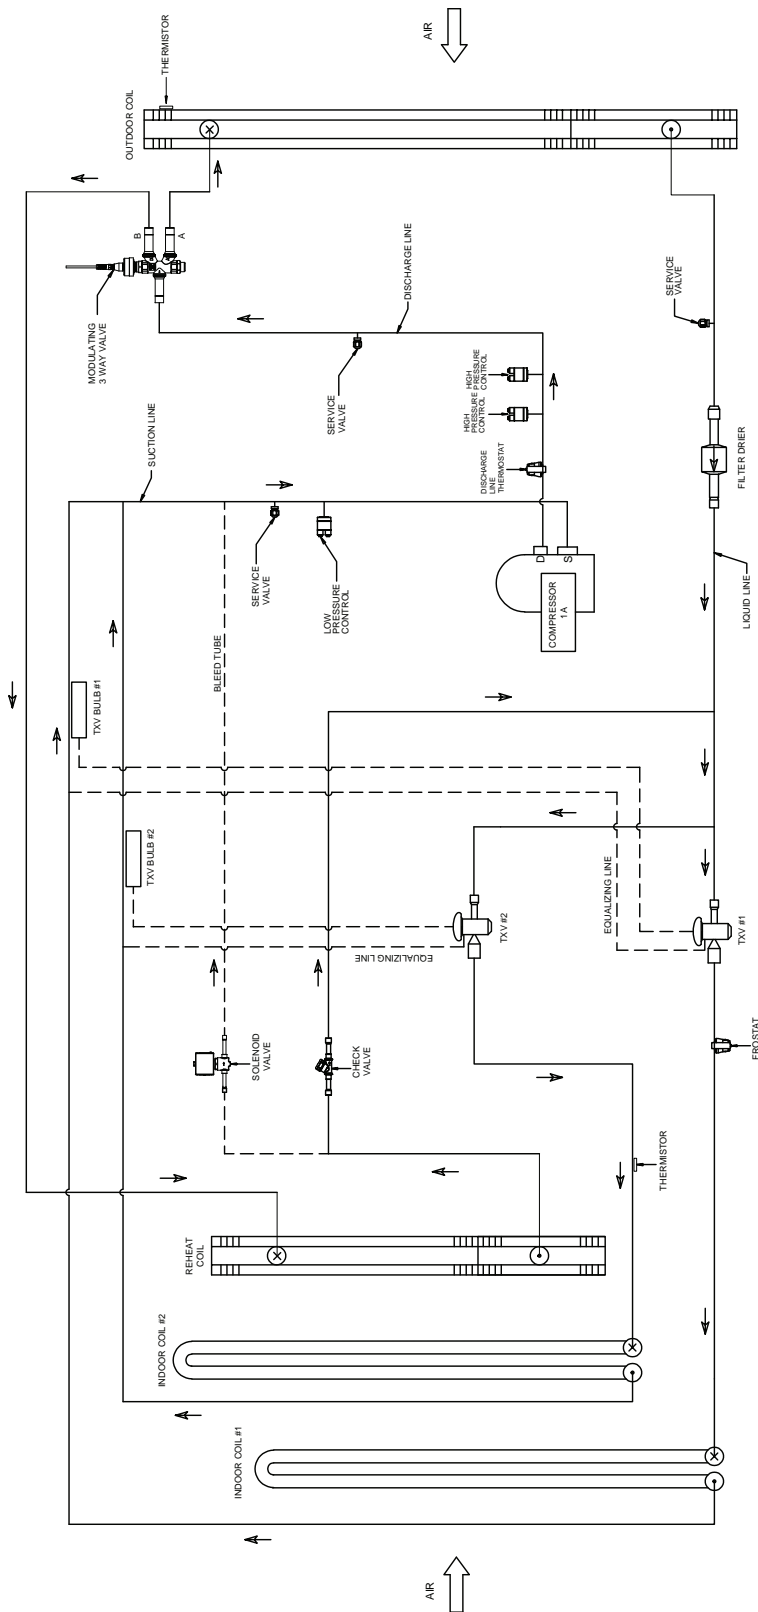 AIR
THERMISTOR
OUTDOOR COIL
B
A
MODULATING
3 WAY VALVE
DISCHARGE LINE
SERVICE
VALVE
SERVICE
VALVE
HIGH
PRESSURE
CONTROL
HIGH
PRESSURE
CONTROL
DISCHARGE
LINE
THERMOSTAT
SUCTION LINE
FILTER DRIER
SERVICE
VALVE
LOW
PRESSURE
CONTROL
D
S
COMPRESSOR
1A
LIQUID LINE
BLEED TUBE
TXV BULB #1
TXV BULB #2
EQUALIZING LINE
EQUALIZING LINE
TXV #2
TXV #1
SOLENOID
VALVE
CHECK
VALVE
FROSTAT
THERMISTOR
REHEAT
COIL
INDOOR COIL #2
INDOOR COIL #1
AIR